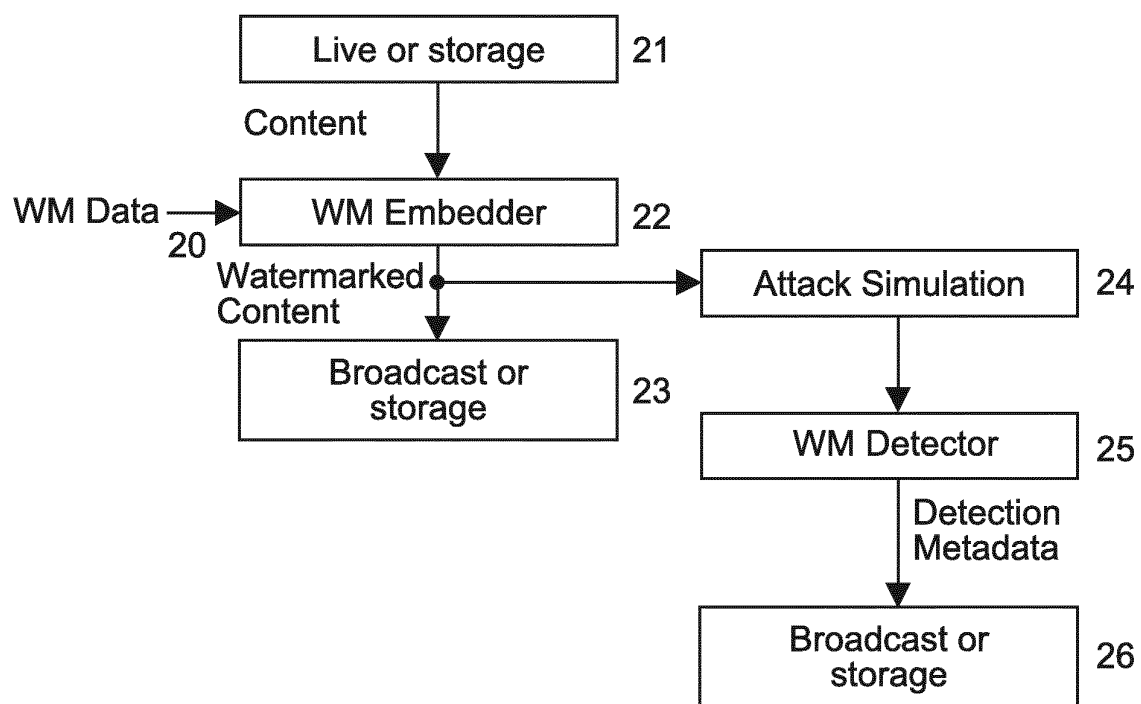 Live or storage 21
Content
WM Data
WM Embedder 22
20
Watermarked
Content
Attack Simulation 24
Broadcast or
storage
23
WM Detector 25
Detection
Metadata
Broadcast or
storage
26